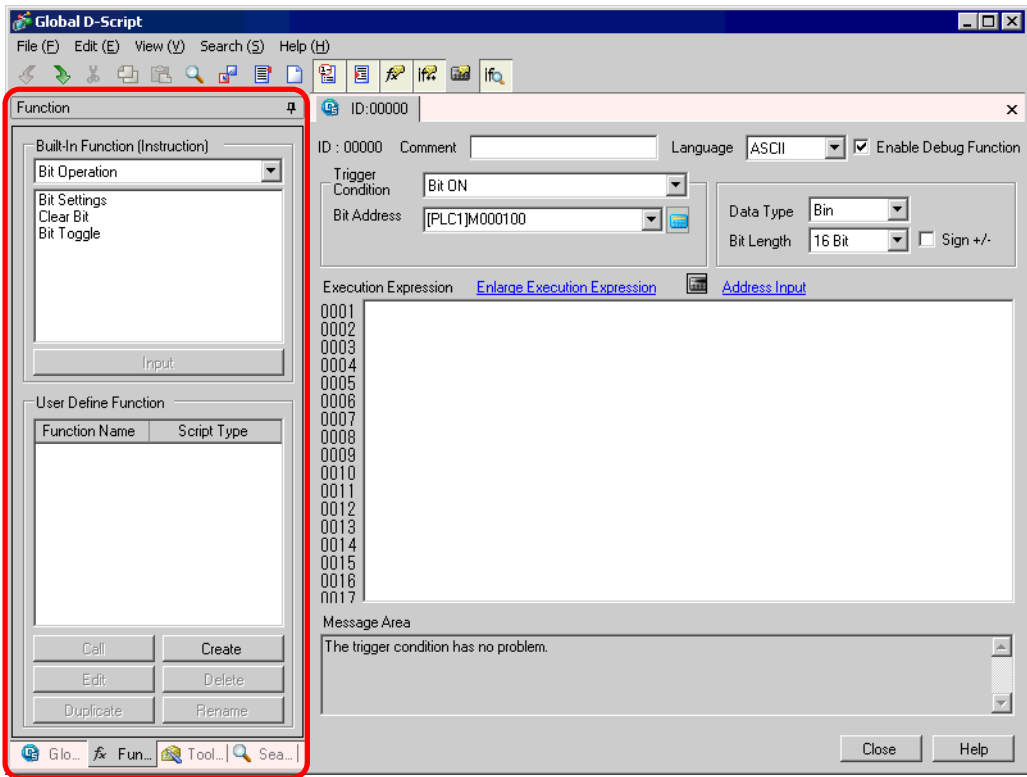 Global D-Script
File (F) Edit (E) View (V) Search (S) Help (H)
Function
Built-In Function (Instruction)
Bit Operation
Bit Settings
Clear Bit
Bit Toggle
Input
User Define Function
Function Name Script Type
Call Create
Edit Delete
Duplicate Rename
Glo... fx Fun... Tool... Sea...
ID:00000
ID : 00000 Comment Language ASCII Enable Debug Function
Trigger
Condition Bit ON
Bit Address [PLC1]M000100
Data Type Bin
Bit Length 16 Bit Sign +/-
Execution Expression Enlarge Execution Expression Address Input
0001
0002
0003
0004
0005
0006
0007
0008
0009
0010
0011
0012
0013
0014
0015
0016
0017
Message Area
The trigger condition has no problem.
Close Help